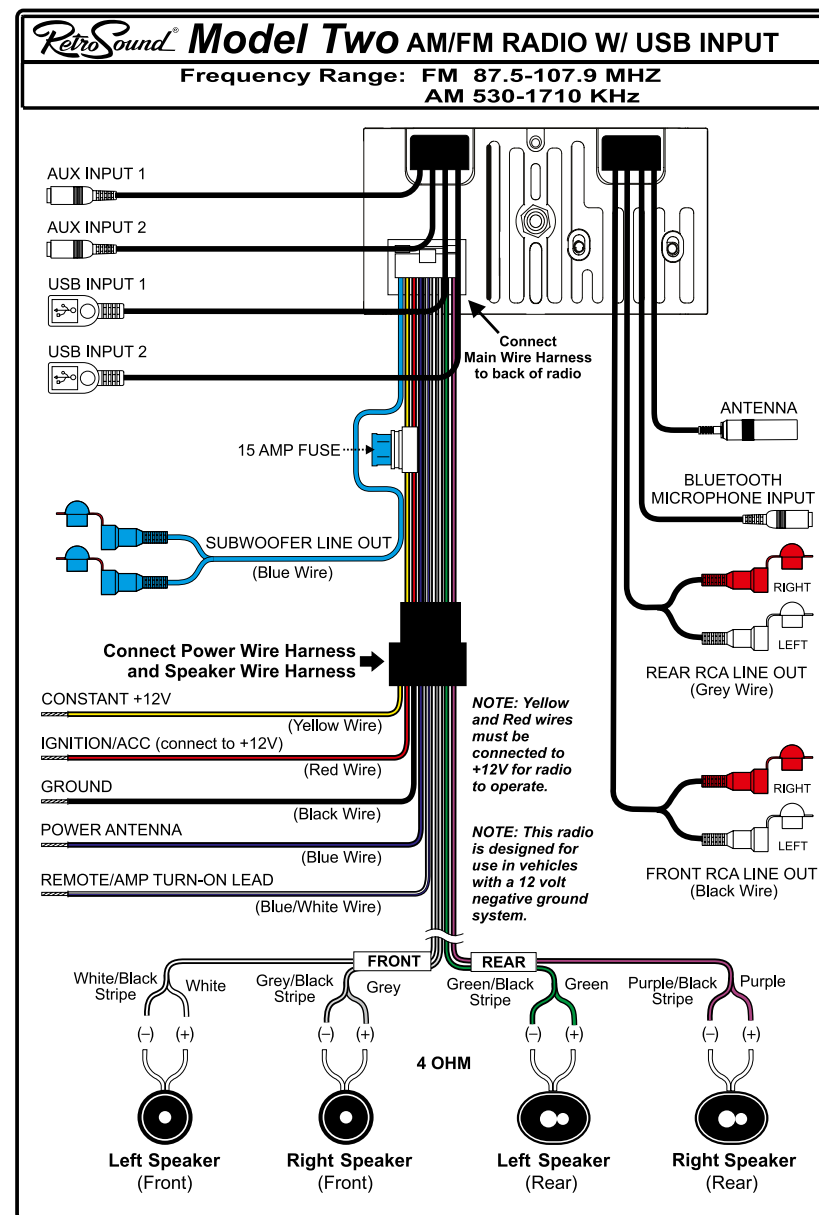 RetroSound Model Two AM/FM RADIO W/ USB INPUT
Frequency Range: FM 87.5-107.9 MHZ
AM 530-1710 KHz
AUX INPUT 1
AUX INPUT 2
USB INPUT 1
USB INPUT 2
Connect
Main Wire Harness
to back of radio
15 AMP FUSE
SUBWOOFER LINE OUT
(Blue Wire)
ANTENNA
BLUETOOTH
MICROPHONE INPUT
RIGHT
LEFT
REAR RCA LINE OUT
(Grey Wire)
RIGHT
LEFT
FRONT RCA LINE OUT
(Black Wire)
Connect Power Wire Harness
and Speaker Wire Harness
CONSTANT +12V
(Yellow Wire)
IGNITION/ACC (connect to +12V)
(Red Wire)
GROUND
(Black Wire)
POWER ANTENNA
(Blue Wire)
REMOTE/AMP TURN-ON LEAD
(Blue/White Wire)
NOTE: Yellow
and Red wires
must be
connected to
+12V for radio
to operate.
NOTE: This radio
is designed for
use in vehicles
with a 12 volt
negative ground
system.
FRONT
REAR
White/Black
Stripe
White
Grey/Black
Stripe
Grey
Green/Black
Stripe
Green
Purple/Black
Stripe
Purple
(-) (+)
(-) (+)
(-) (+)
(-) (+)
4 OHM
Left Speaker
(Front)
Right Speaker
(Front)
Left Speaker
(Rear)
Right Speaker
(Rear)